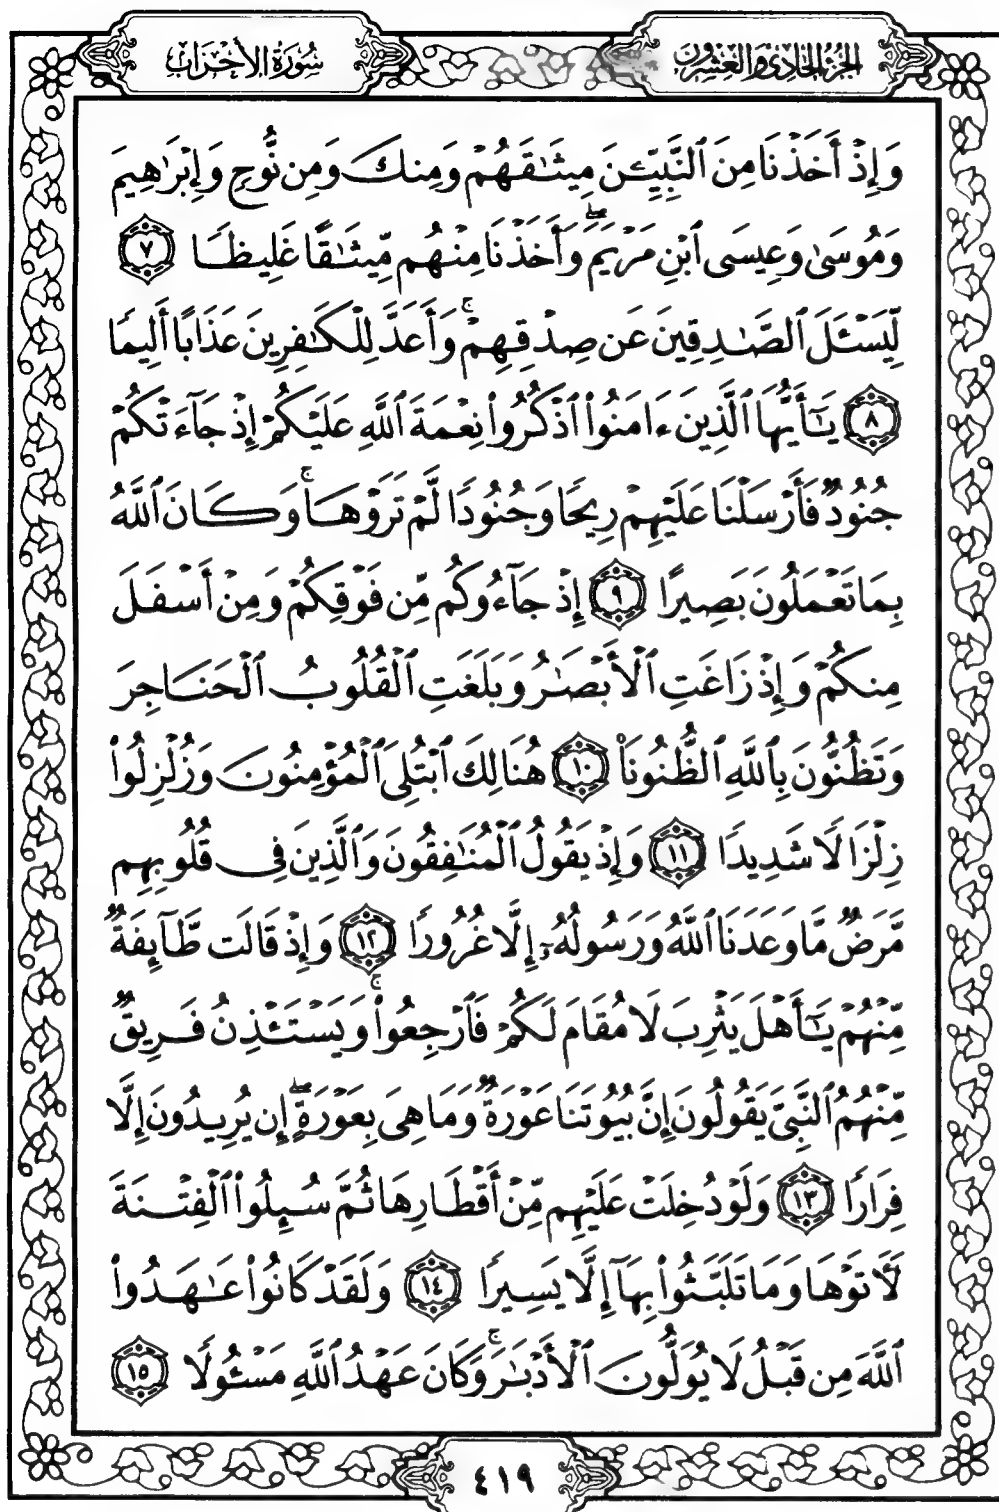 الجزء الحادي والعشرون
سورة الأحزاب
وَإِذْ أَخَذْنَا مِنَ ٱلنَّبِيِّـۧنَ مِيثَـٰقَهُمْ وَمِنكَ وَمِن نُّوحٍ وَإِبْرَٰهِيمَ
وَمُوسَىٰ وَعِيسَى ٱبْنِ مَرْيَمَ ۖ وَأَخَذْنَا مِنْهُم مِّيثَـٰقًا غَلِيظًا ٧
لِّيَسْـَٔلَ ٱلصَّـٰدِقِينَ عَن صِدْقِهِمْ ۚ وَأَعَدَّ لِلْكَـٰفِرِينَ عَذَابًا أَلِيمًا
٨ يَـٰٓأَيُّهَا ٱلَّذِينَ ءَامَنُوا۟ ٱذْكُرُوا۟ نِعْمَةَ ٱللَّهِ عَلَيْكُمْ إِذْ جَآءَتْكُمْ
جُنُودٌ فَأَرْسَلْنَا عَلَيْهِمْ رِيحًا وَجُنُودًا لَّمْ تَرَوْهَا ۚ وَكَانَ ٱللَّهُ
بِمَا تَعْمَلُونَ بَصِيرًا ٩ إِذْ جَآءُوكُم مِّن فَوْقِكُمْ وَمِنْ أَسْفَلَ
مِنكُمْ وَإِذْ زَاغَتِ ٱلْأَبْصَـٰرُ وَبَلَغَتِ ٱلْقُلُوبُ ٱلْحَنَاجِرَ
وَتَظُنُّونَ بِٱللَّهِ ٱلظُّنُونَا۠ ١٠ هُنَالِكَ ٱبْتُلِىَ ٱلْمُؤْمِنُونَ وَزُلْزِلُوا۟
زِلْزَالًا شَدِيدًا ١١ وَإِذْ يَقُولُ ٱلْمُنَـٰفِقُونَ وَٱلَّذِينَ فِى قُلُوبِهِم
مَّرَضٌ مَّا وَعَدَنَا ٱللَّهُ وَرَسُولُهُۥٓ إِلَّا غُرُورًا ١٢ وَإِذْ قَالَت طَّآئِفَةٌ
مِّنْهُمْ يَـٰٓأَهْلَ يَثْرِبَ لَا مُقَامَ لَكُمْ فَٱرْجِعُوا۟ ۚ وَيَسْتَـْٔذِنُ فَرِيقٌ
مِّنْهُمُ ٱلنَّبِىَّ يَقُولُونَ إِنَّ بُيُوتَنَا عَوْرَةٌ وَمَا هِىَ بِعَوْرَةٍ ۖ إِن يُرِيدُونَ إِلَّا
فِرَارًا ١٣ وَلَوْ دُخِلَتْ عَلَيْهِم مِّنْ أَقْطَارِهَا ثُمَّ سُئِلُوا۟ ٱلْفِتْنَةَ
لَـَٔاتَوْهَا وَمَا تَلَبَّثُوا۟ بِهَآ إِلَّا يَسِيرًا ١٤ وَلَقَدْ كَانُوا۟ عَـٰهَدُوا۟
ٱللَّهَ مِن قَبْلُ لَا يُوَلُّونَ ٱلْأَدْبَـٰرَ ۚ وَكَانَ عَهْدُ ٱللَّهِ مَسْـُٔولًا ١٥
٤١٩